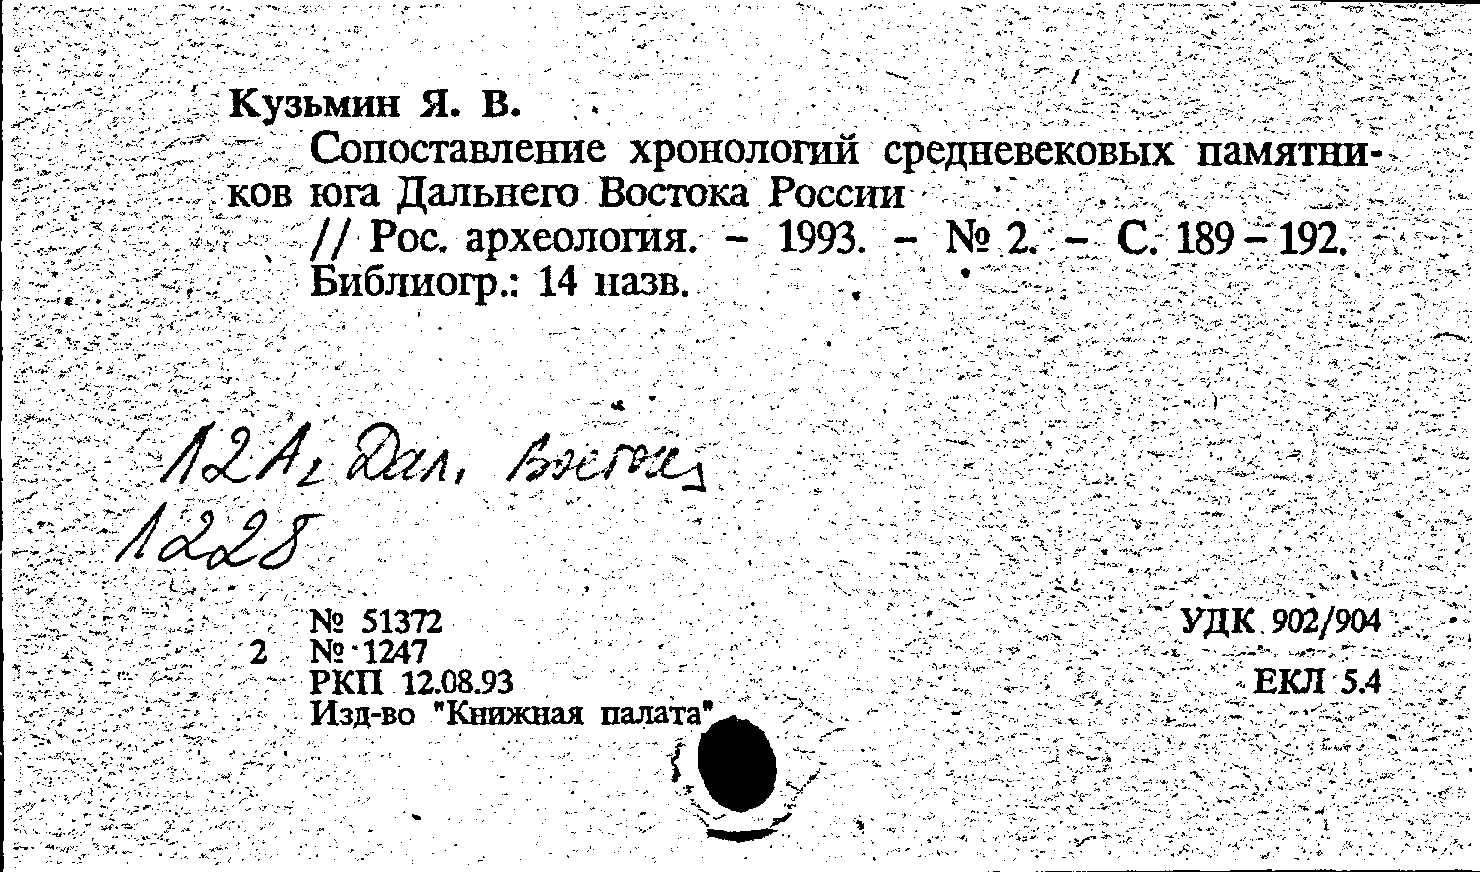 Кузьмин Я. В.
Сопоставление хронологий средневековых памятни-
ков юга Дальнего Востока России
// Рос. археология. – 1993. – № 2. – С. 189 – 192.
Библиогр.: 14 назв.
12А, Дал. Восток,
1228
№ 51372
УДК 902/904
2 № 1247
РКП 12.08.93
ЕКЛ 5.4
Изд-во "Книжная палата"